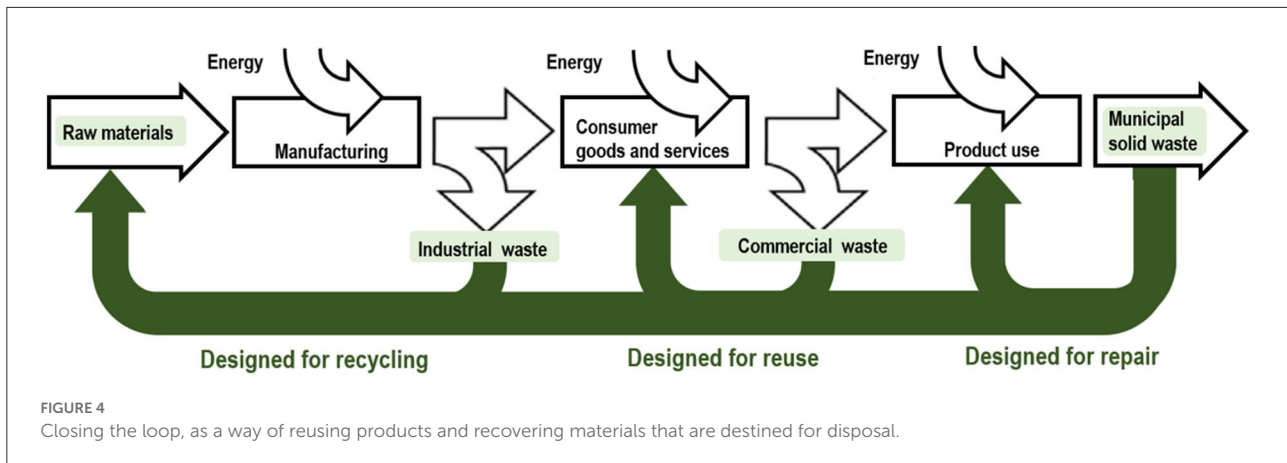 Energy
Energy
Energy
Raw materials
Manufacturing
Consumer
goods and services
Product use
Municipal
solid waste
Industrial waste
Commercial waste
Designed for recycling
Designed for reuse
Designed for repair
FIGURE 4
Closing the loop, as a way of reusing products and recovering materials that are destined for disposal.